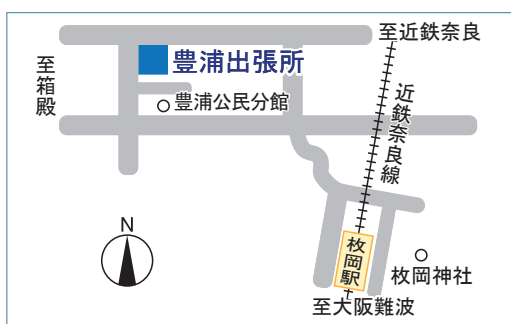 至近鉄奈良
豊浦出張所
至箱殿
豊浦公民分館
近鉄奈良線
N
枚岡駅
枚岡神社
至大阪難波